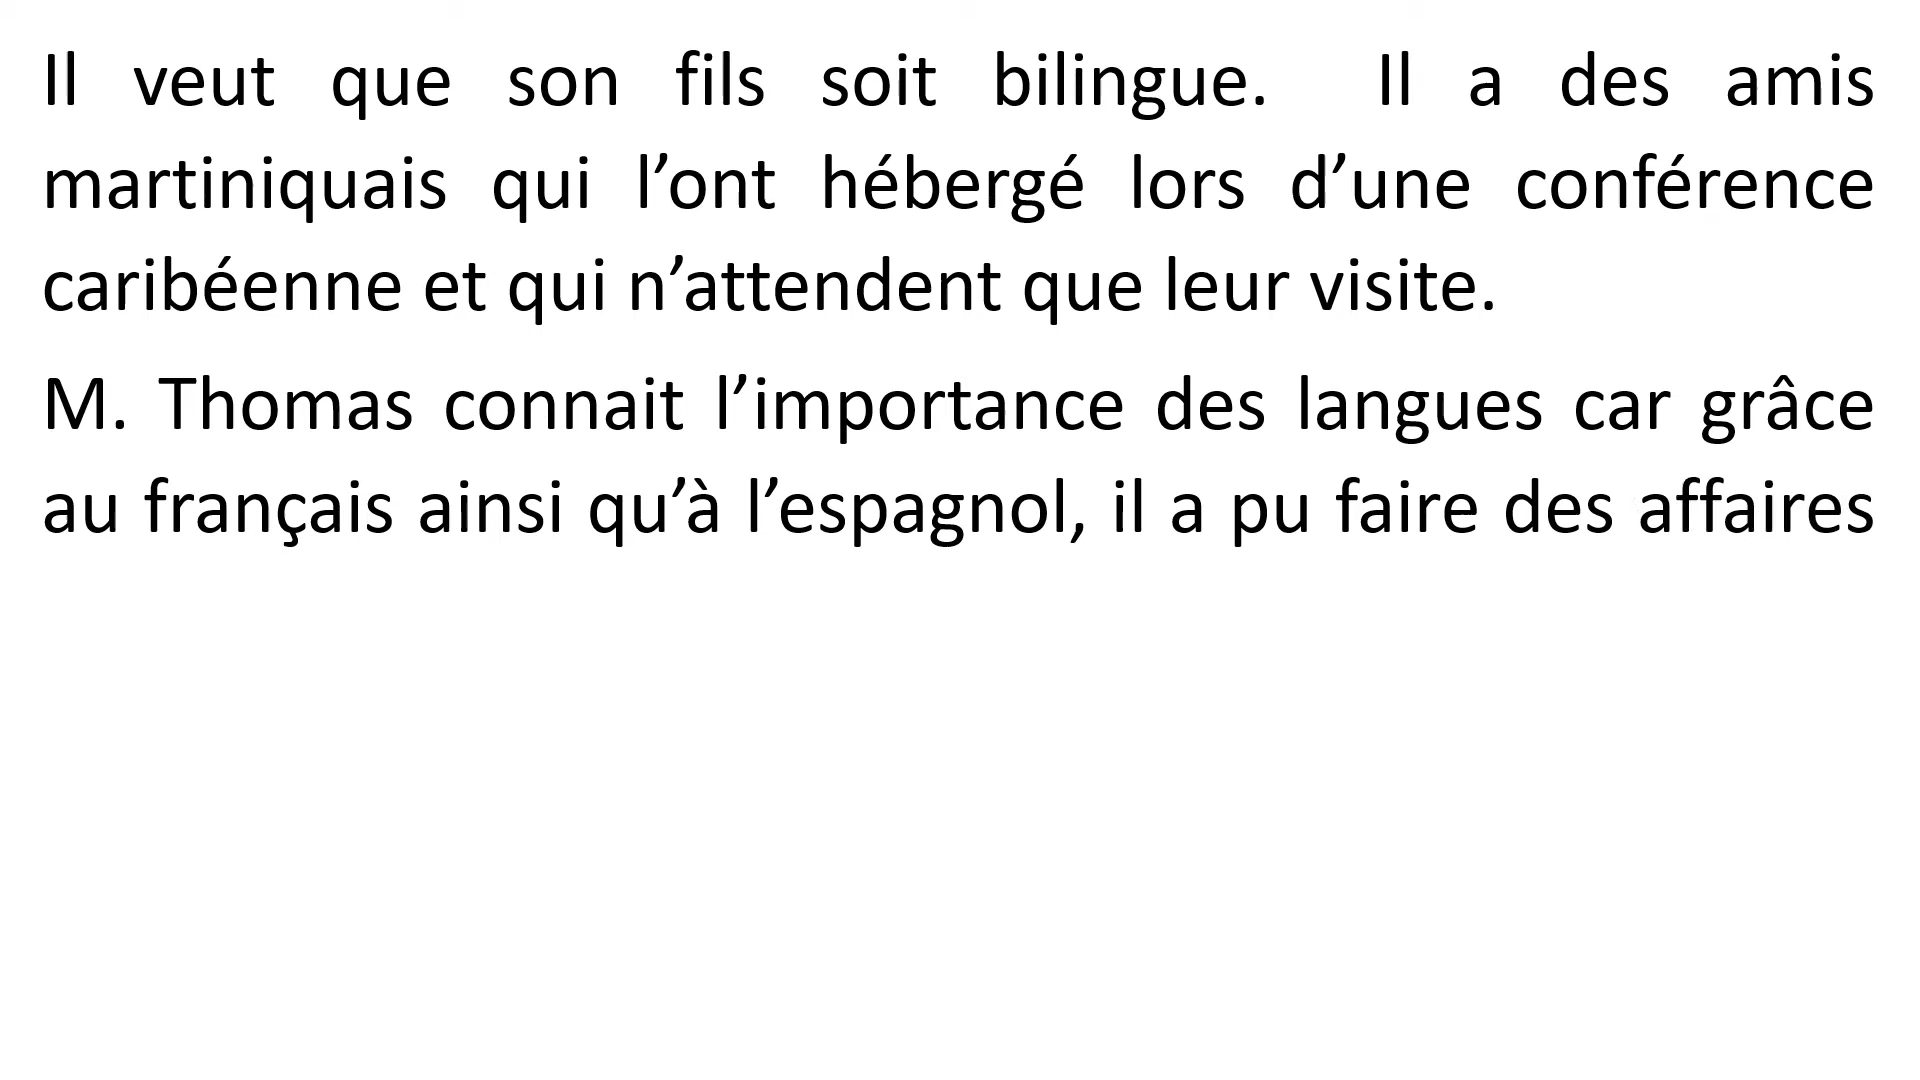 Il veut que son fils soit bilingue. Il a des amis
martiniquais qui l’ont hébergé lors d’une conférence
caribéenne et qui n’attendent que leur visite.
M. Thomas connait l’importance des langues car grâce
au français ainsi qu’à l’espagnol, il a pu faire des affaires